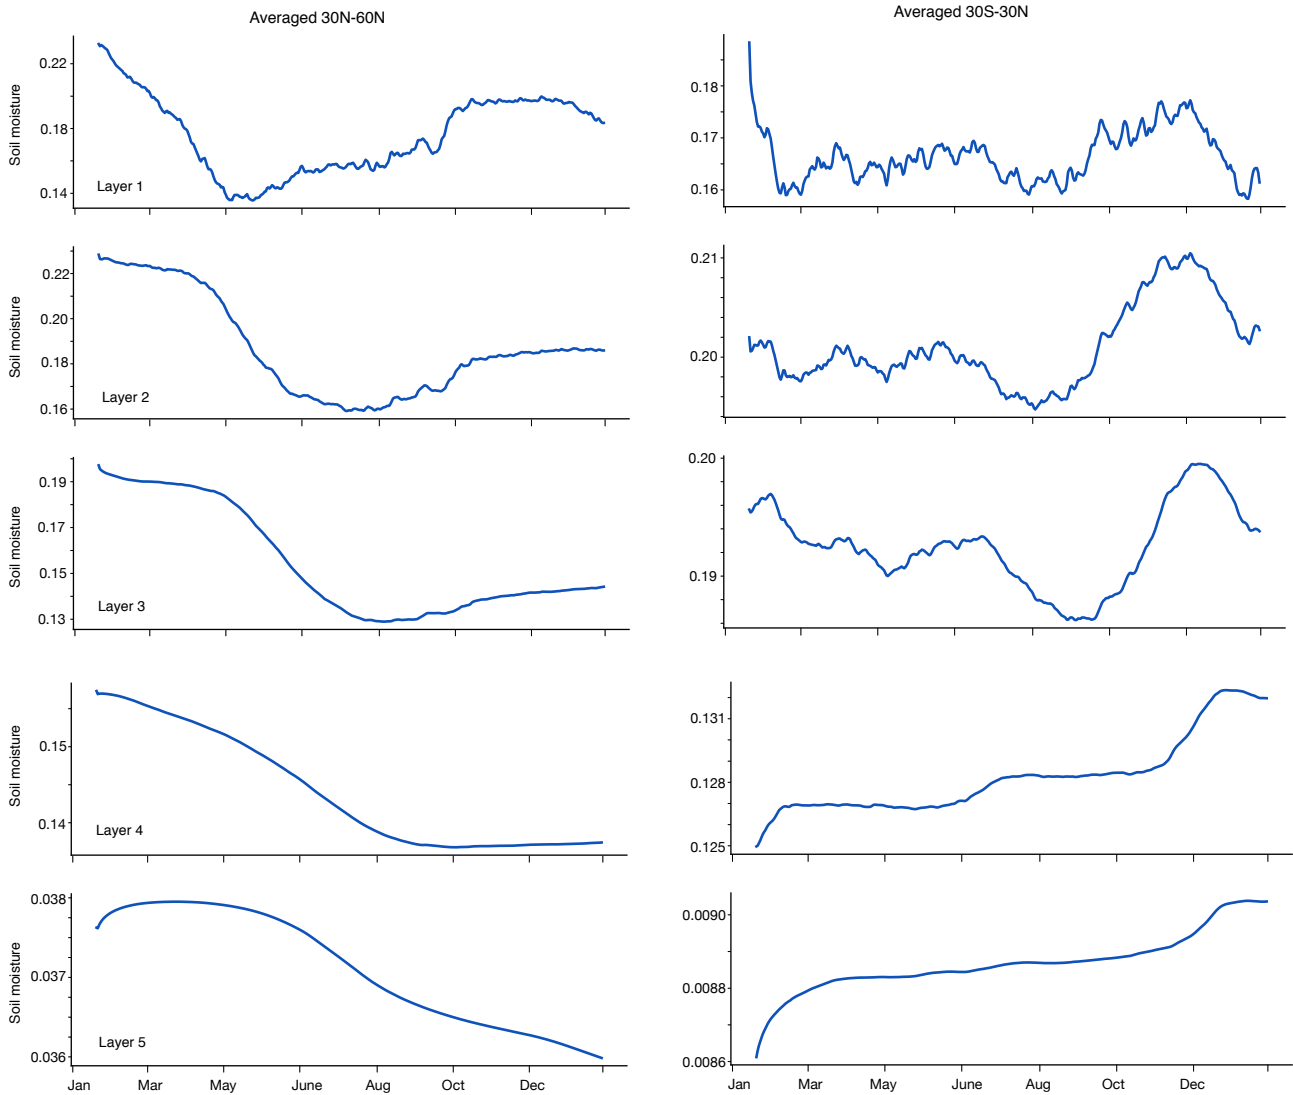 Averaged 30N-60N
Averaged 30S-30N
Soil moisture
0.22
0.18
0.14
Layer 1
0.18
0.17
0.16
Soil moisture
0.22
0.20
0.18
0.16
Layer 2
0.21
0.20
Soil moisture
0.19
0.17
0.15
0.13
Layer 3
0.20
0.19
Soil moisture
0.15
0.14
Layer 4
0.131
0.128
0.125
Soil moisture
0.038
0.037
0.036
Layer 5
0.0090
0.0088
0.0086
Jan Mar May June Aug Oct Dec
Jan Mar May June Aug Oct Dec